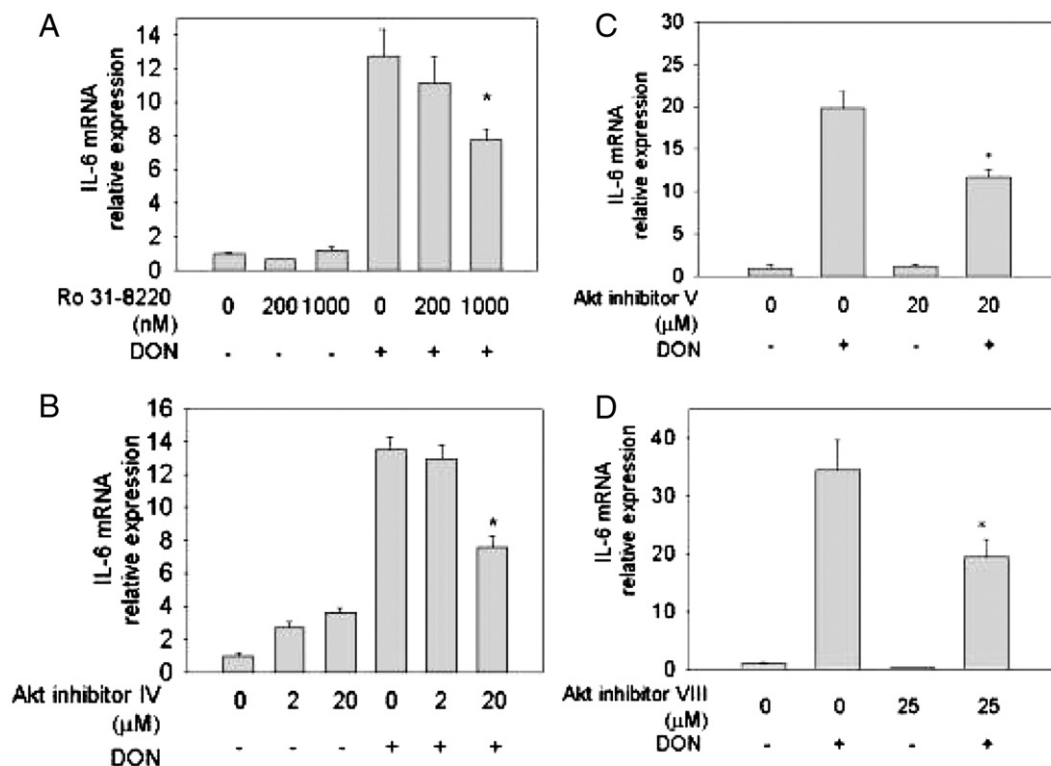 A
IL-6 mRNA
relative expression
14
12
10
8
6
4
2
0
*
Ro 31-8220
(nM)
0 200 1000 0 200 1000
DON
- - - + + +
B
IL-6 mRNA
relative expression
16
14
12
10
8
6
4
2
0
*
Akt inhibitor IV
(μM)
0 2 20 0 2 20
DON
- - - + + +
C
IL-6 mRNA
relative expression
30
25
20
15
10
5
0
*
Akt inhibitor V
(μM)
0 0 20 20
DON
- + - +
D
IL-6 mRNA
relative expression
40
30
20
10
0
*
Akt inhibitor VIII
(μM)
0 0 25 25
DON
- + - +